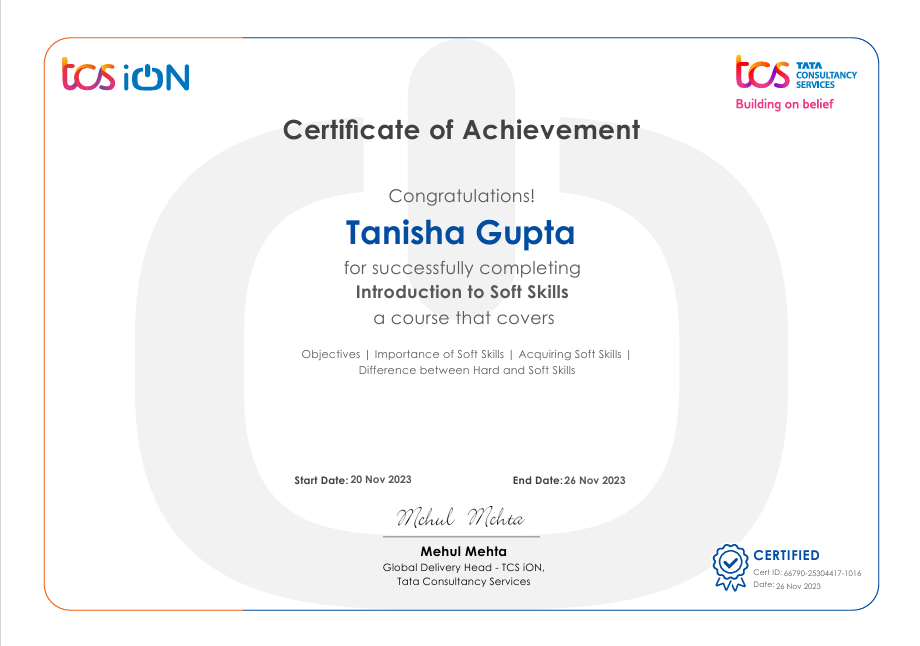 tcs iON
tcs TATA
CONSULTANCY
SERVICES
Building on belief
Certificate of Achievement
Congratulations!
Tanisha Gupta
for successfully completing
Introduction to Soft Skills
a course that covers
Objectives | Importance of Soft Skills | Acquiring Soft Skills |
Difference between Hard and Soft Skills
Start Date: 20 Nov 2023 End Date: 26 Nov 2023
Mehul Mehta
Mehul Mehta
Global Delivery Head - TCS iON,
Tata Consultancy Services
CERTIFIED
Cert ID: 66790-25304417-1016
Date: 26 Nov 2023